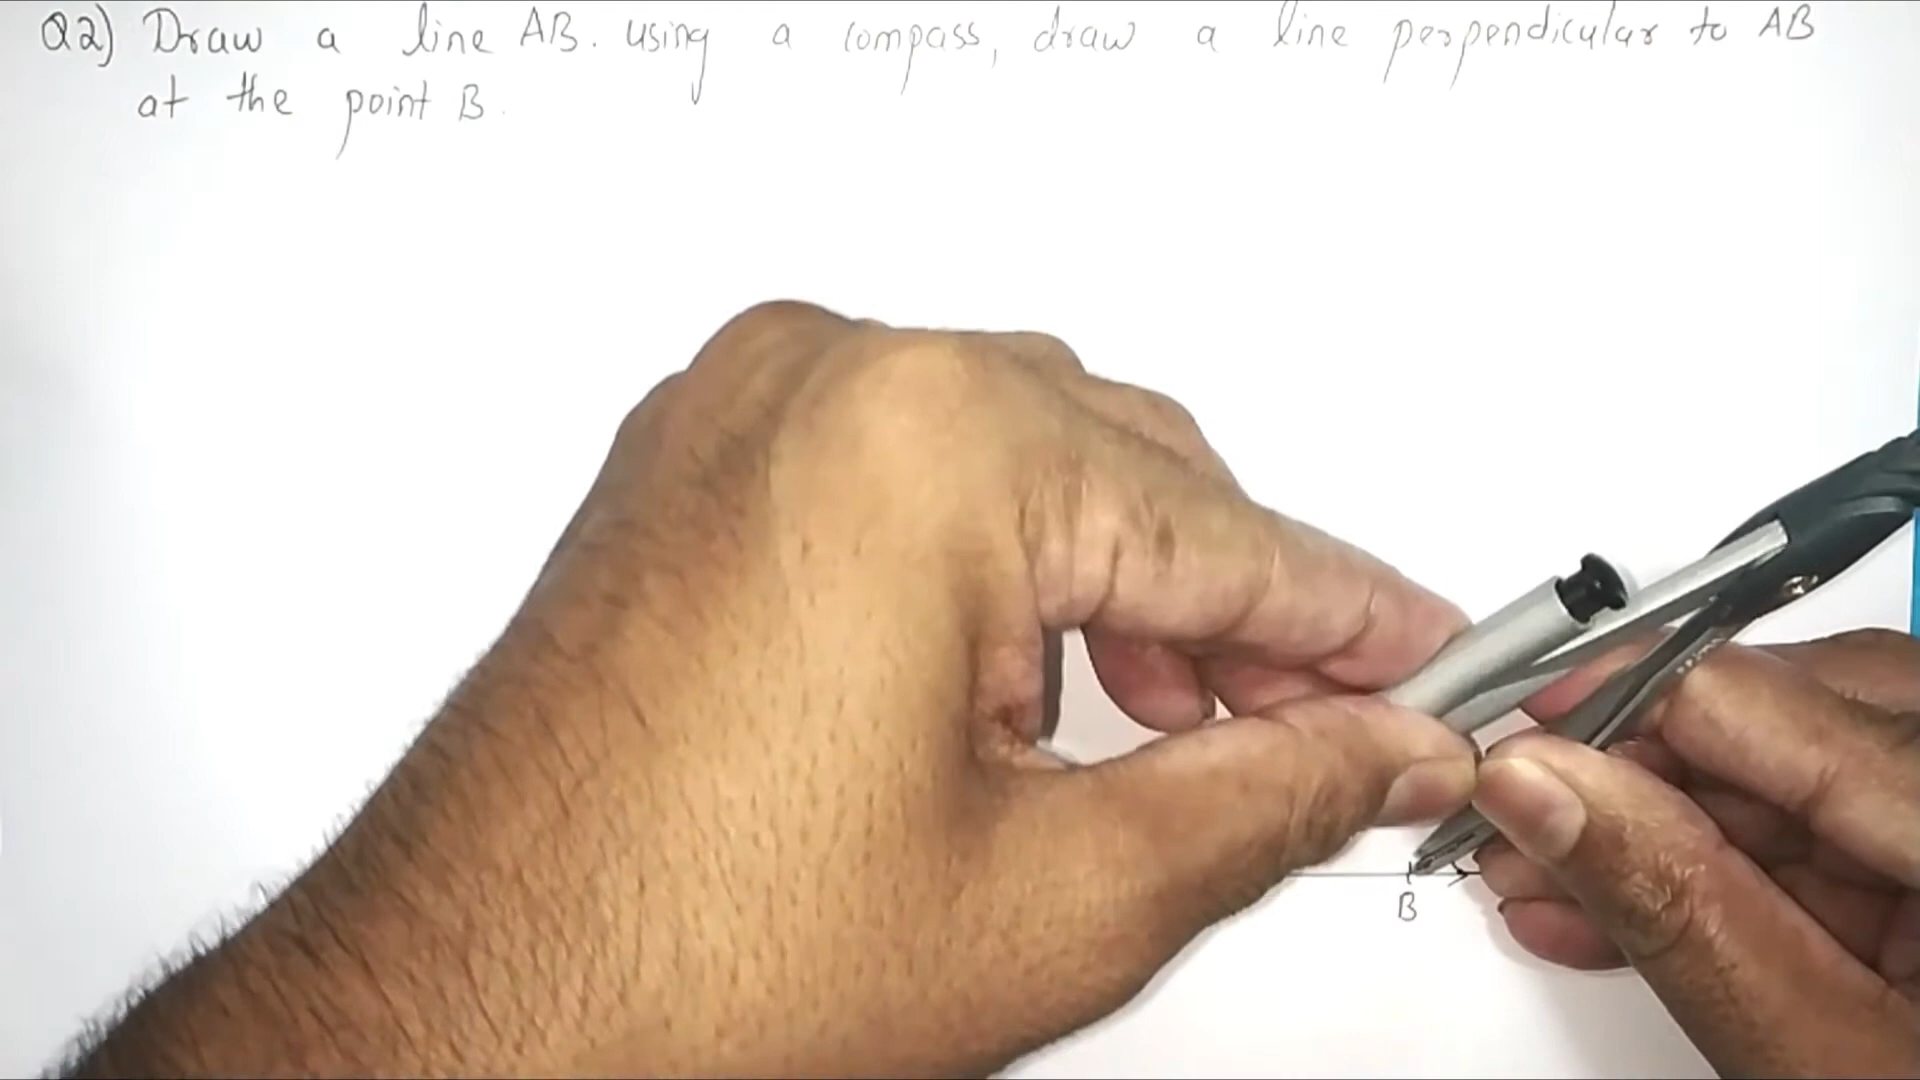 Q2) Draw a line AB. using a compass, draw a line perpendicular to AB
at the point B.
B